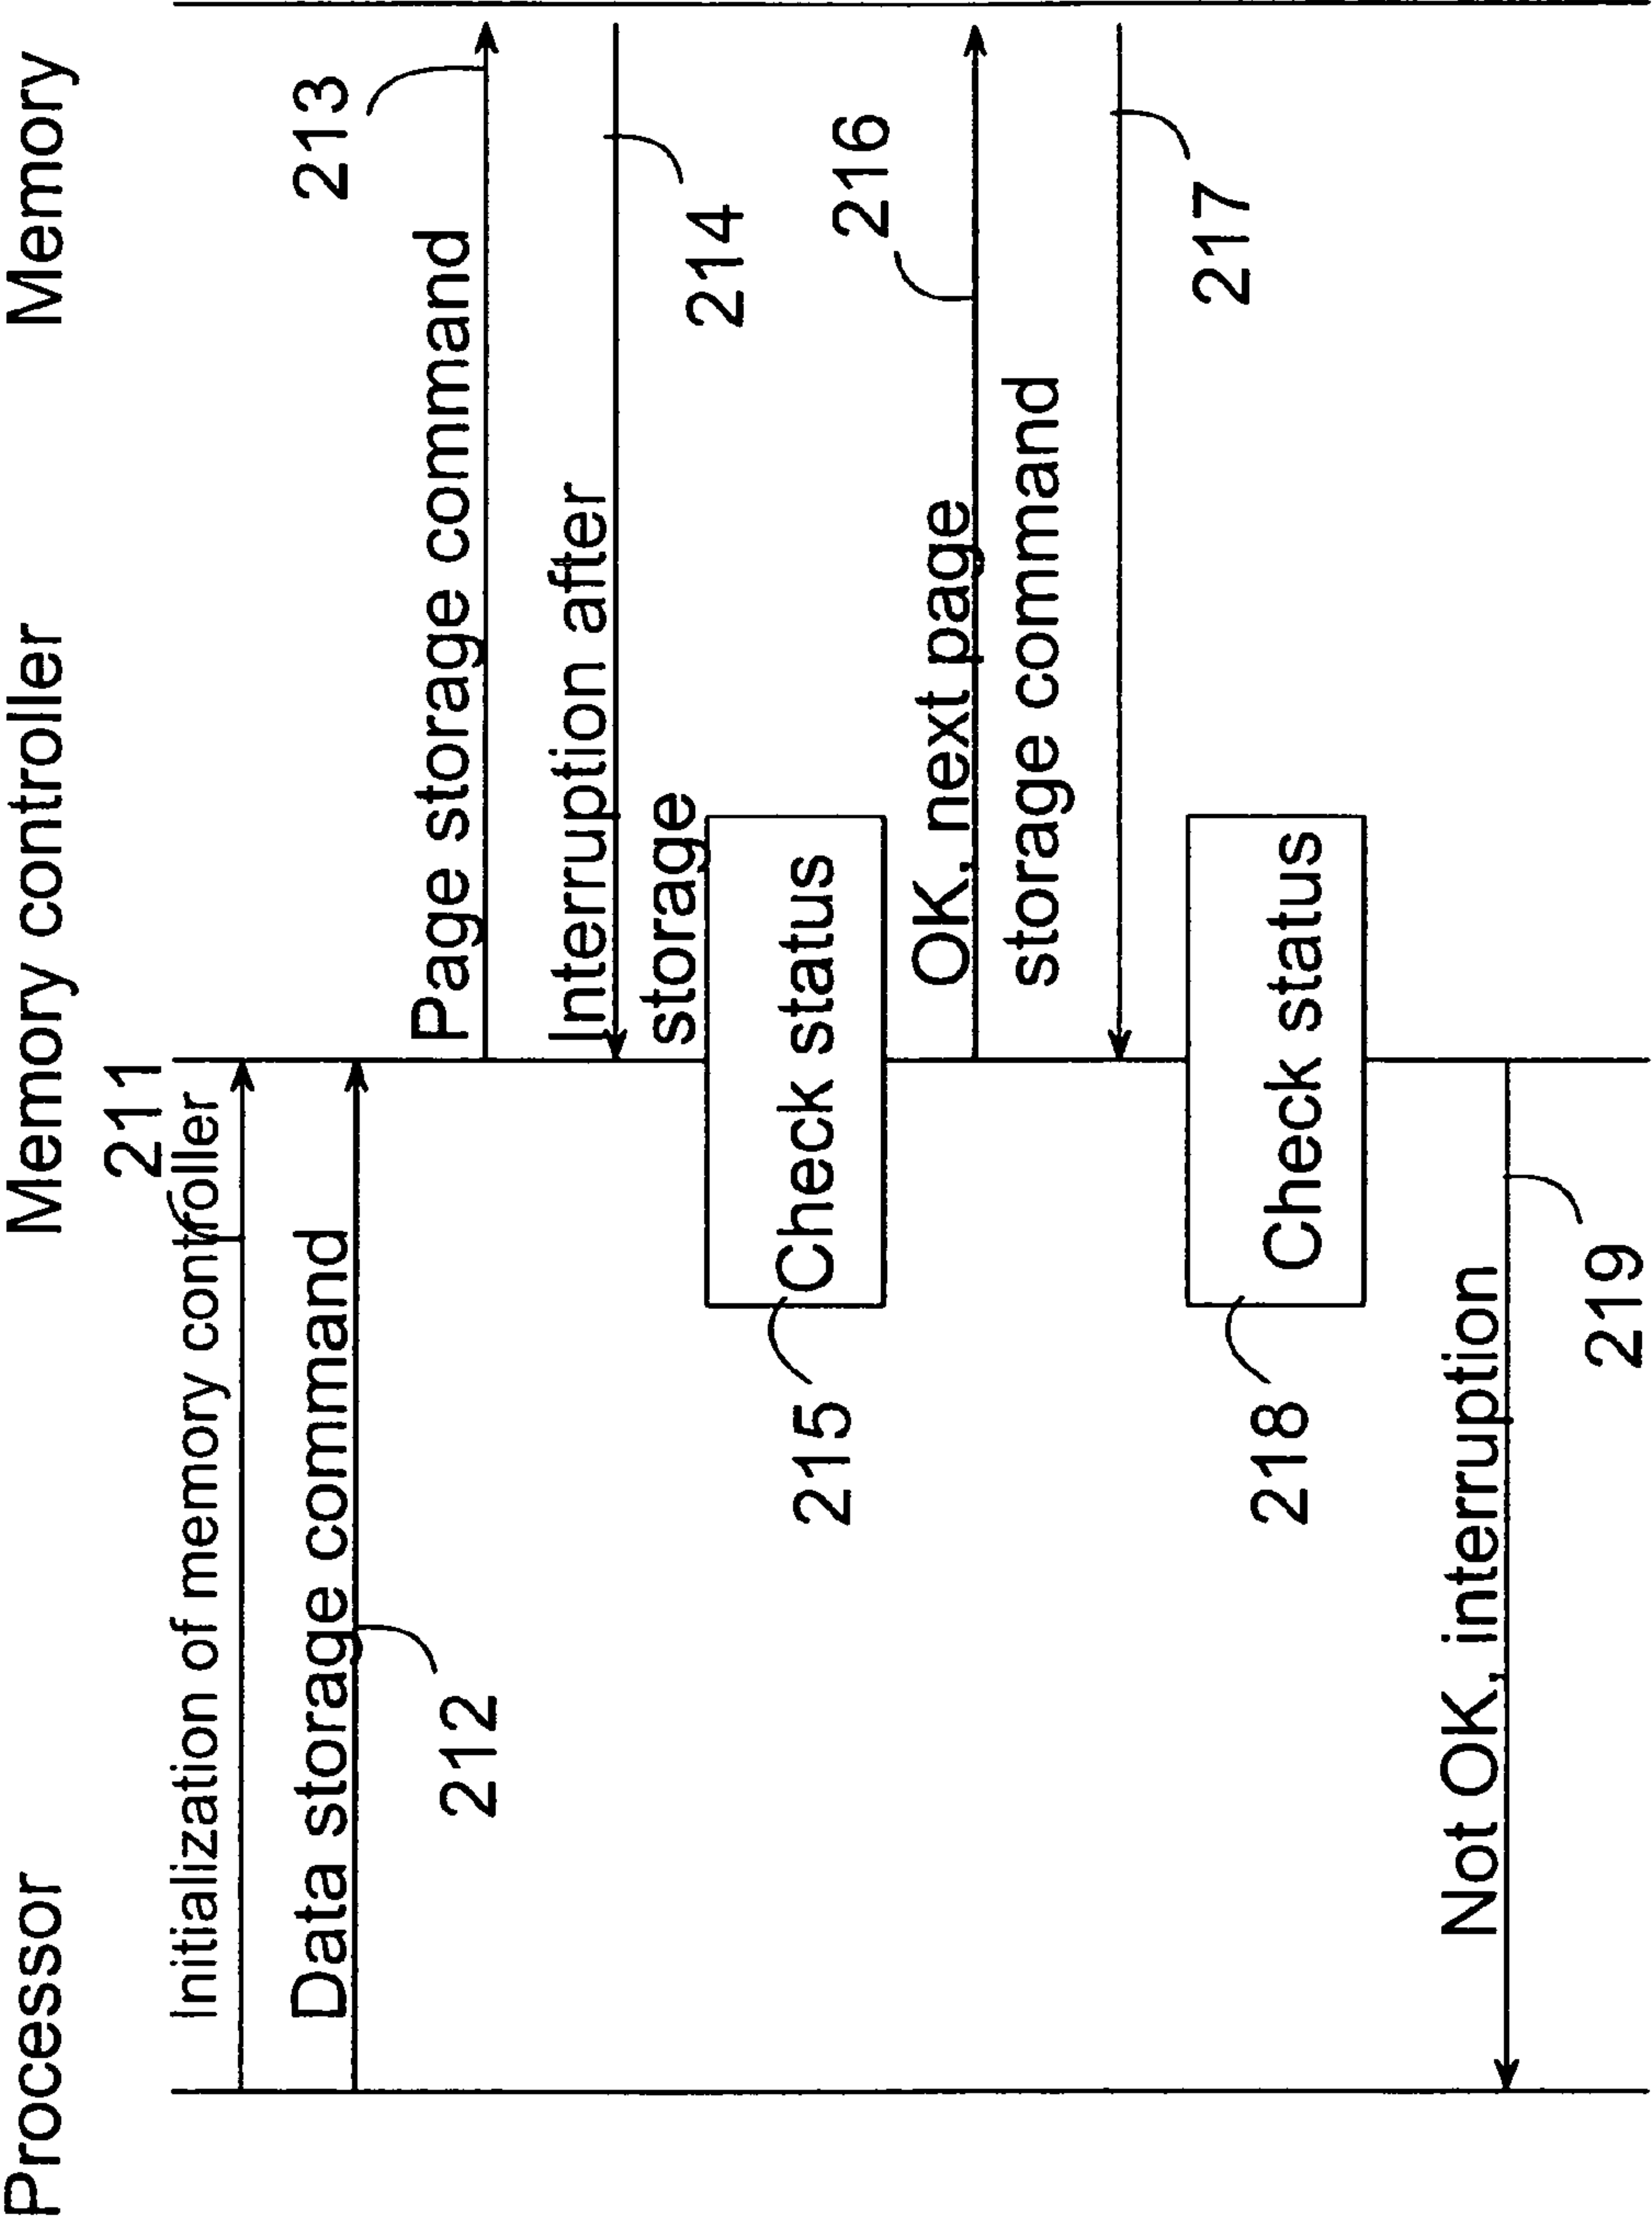 Processor
Memory controller
Memory
211
Initialization of memory controller
Data storage command
212
213
Page storage command
Interruption after
storage
214
Check status
215
216
OK, next page
storage command
217
Check status
218
Not OK, interruption
219